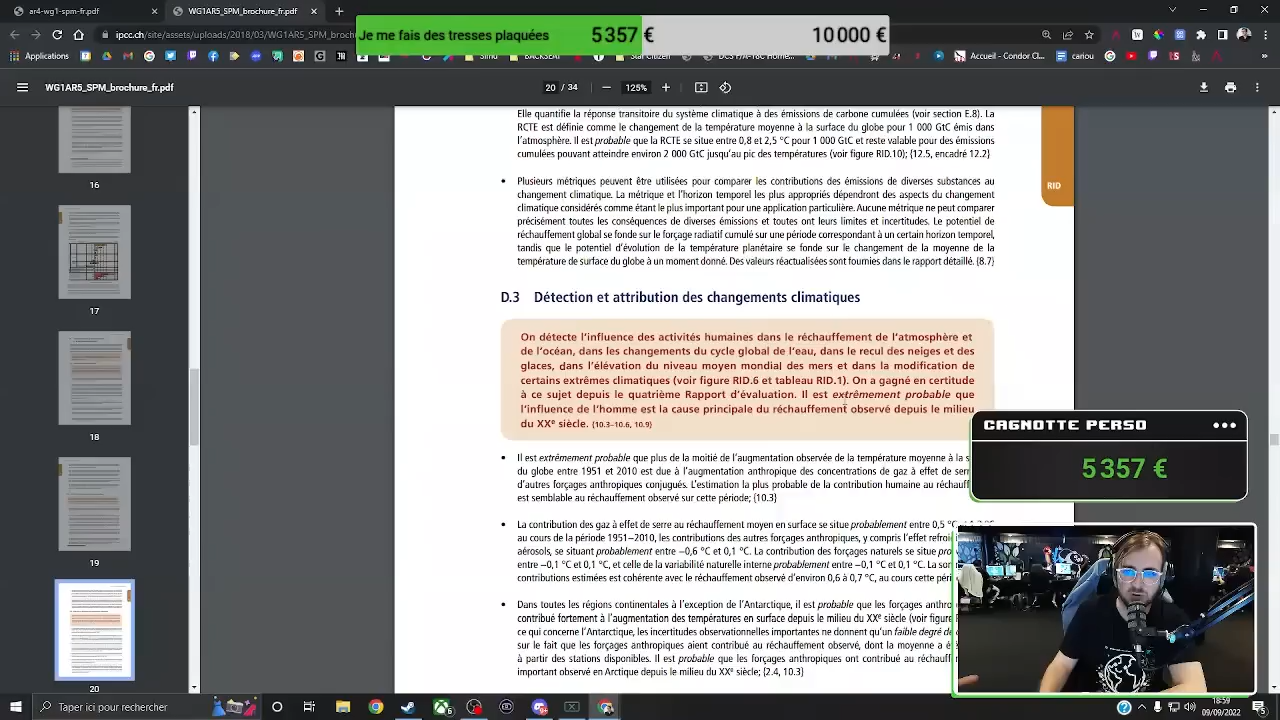 ar4-wg1-spm-fr.pdf
WG1AR5_SPM_brochure_fr.pdf
Je me fais des tresses plaquées
5 357 €
10 000 €
Applications
Accueil – Condotte...
canou
WG1AR5_SPM_brochure_fr.pdf
20 / 34
125%
Elle quantifie la réponse transitoire du système climatique à des émissions de carbone cumulées (voir section E.8). La
RCTE est définie comme le changement de la température moyenne à la surface du globe pour 1 000 GtC émis dans
l'atmosphère. Il est probable que la RCTE se situe entre 0,8 et 2,5 °C pour 1 000 GtC et reste valable pour des émissions
cumulées pouvant atteindre environ 2 000 GtC jusqu'au pic des températures (voir figure RID.10); {12.5, encadré 12.2}
16
RID
• Plusieurs métriques peuvent être utilisées pour comparer les contributions des émissions de diverses substances au
changement climatique. La métrique et l'horizon temporel les plus appropriés dépendront des aspects du changement
climatique considérés comme étant le plus important pour une application particulière. Aucune métrique ne peut comparer
précisément toutes les conséquences de diverses émissions et toutes ont leurs limites et incertitudes. Le potentiel de
réchauffement global se fonde sur le forçage radiatif cumulé sur une période correspondant à un certain horizon temporel,
tandis que le potentiel d'évolution de la température planétaire se fonde sur le changement de la moyenne de la
température de surface du globe à un moment donné. Des valeurs réactualisées sont fournies dans le rapport détaillé. {8.7}
D.3 Détection et attribution des changements climatiques
17
On détecte l'influence des activités humaines dans le réchauffement de l'atmosphère et
de l'océan, dans les changements du cycle global de l'eau, dans le recul des neiges et des
glaces, dans l'élévation du niveau moyen mondial des mers et dans la modification de
certains extrêmes climatiques (voir figure RID.6 et tableau RID.1). On a gagné en certitude
à ce sujet depuis le quatrième Rapport d'évaluation. Il est extrêmement probable que
l'influence de l'homme est la cause principale du réchauffement observé depuis le milieu
du XXe siècle. {10.3–10.6, 10.9}
18
CAGNOTTE PERSO
5 357 €
• Il est extrêmement probable que plus de la moitié de l'augmentation observée de la température moyenne à la s
du globe entre 1951 et 2010 est due à l'augmentation anthropique des concentrations de gaz à effet de ser
d'autres forçages anthropiques conjugués. L'estimation la plus probable de la contribution humaine au réchauff
est semblable au réchauffement observé sur cette période; {10.3}
• La contribution des gaz à effet de serre au réchauffement moyen en surface se situe probablement entre 0,5 °C
au cours de la période 1951–2010, les contributions des autres forçages anthropiques, y compris l'effet refroi
aérosols, se situant probablement entre –0,6 °C et 0,1 °C. La contribution des forçages naturels se situe pro
entre –0,1 °C et 0,1 °C, et celle de la variabilité naturelle interne probablement entre –0,1 °C et 0,1 °C. La son
contributions estimées est cohérente avec le réchauffement observé d'environ 0,6 à 0,7 °C, au cours cette péri
19
• Dans toutes les régions continentales à l'exception de l'Antarctique, il est probable que les forçages anth
contribué fortement à l'augmentation des températures en surface depuis le milieu du XXe siècle (voir figure
ce qui concerne l'Antarctique, les incertitudes observationnelles importantes ne donnent qu'un faible degré d
sur le fait que les forçages anthropiques aient contribué au réchauffement observé, dont la moyenne a é
à partir des stations disponibles. Il est probable que les forçages anthropiques ont contribué au réchauf
important observé en Arctique depuis le milieu du XXe siècle; {2.4, 10.3}
20
Taper ici pour rechercher
18:59
09/09/2022